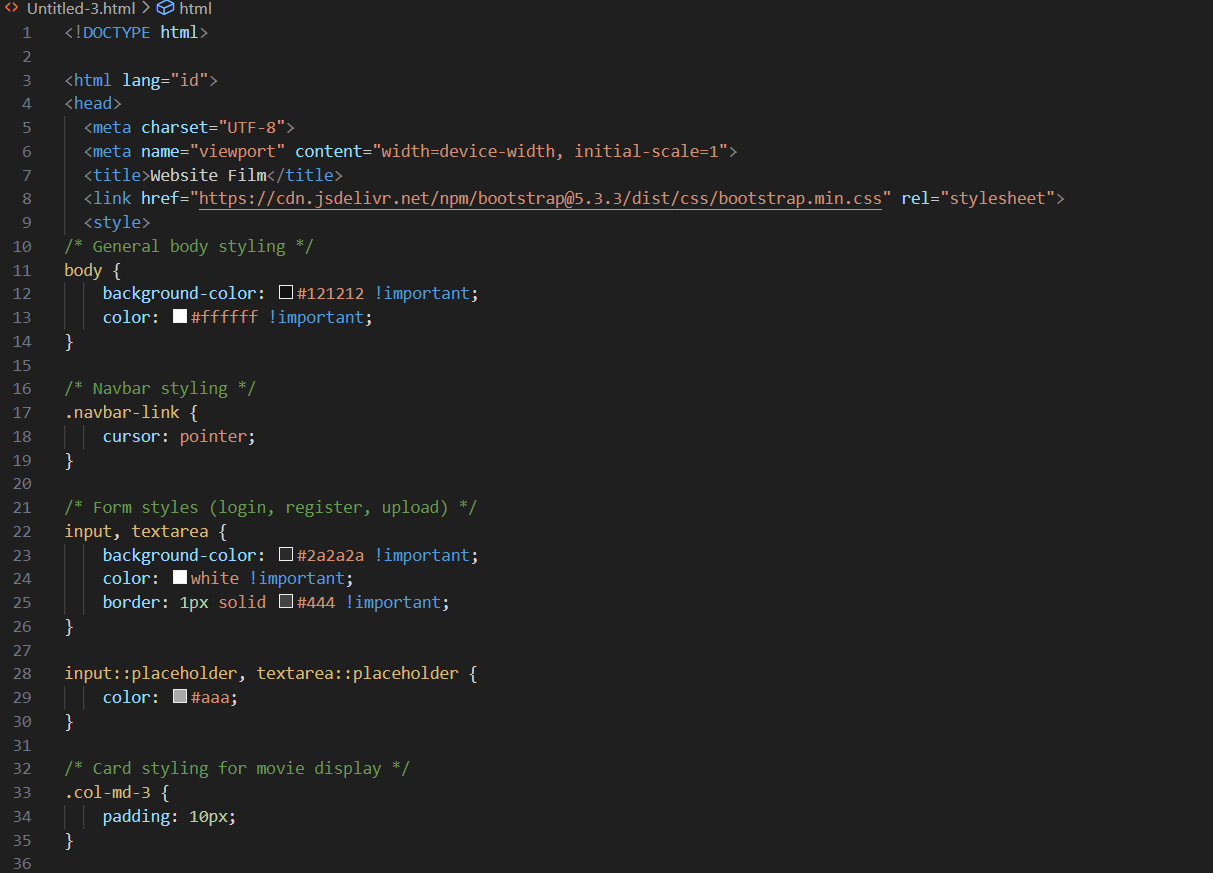 Untitled-3.html > html
1 <!DOCTYPE html>
2
3 <html lang="id">
4 <head>
5 <meta charset="UTF-8">
6 <meta name="viewport" content="width=device-width, initial-scale=1">
7 <title>Website Film</title>
8 <link href="https://cdn.jsdelivr.net/npm/bootstrap@5.3.3/dist/css/bootstrap.min.css" rel="stylesheet">
9 <style>
10 /* General body styling */
11 body {
12 background-color: #121212 !important;
13 color: #ffffff !important;
14 }
15
16 /* Navbar styling */
17 .navbar-link {
18 cursor: pointer;
19 }
20
21 /* Form styles (login, register, upload) */
22 input, textarea {
23 background-color: #2a2a2a !important;
24 color: white !important;
25 border: 1px solid #444 !important;
26 }
27
28 input::placeholder, textarea::placeholder {
29 color: #aaa;
30 }
31
32 /* Card styling for movie display */
33 .col-md-3 {
34 padding: 10px;
35 }
36